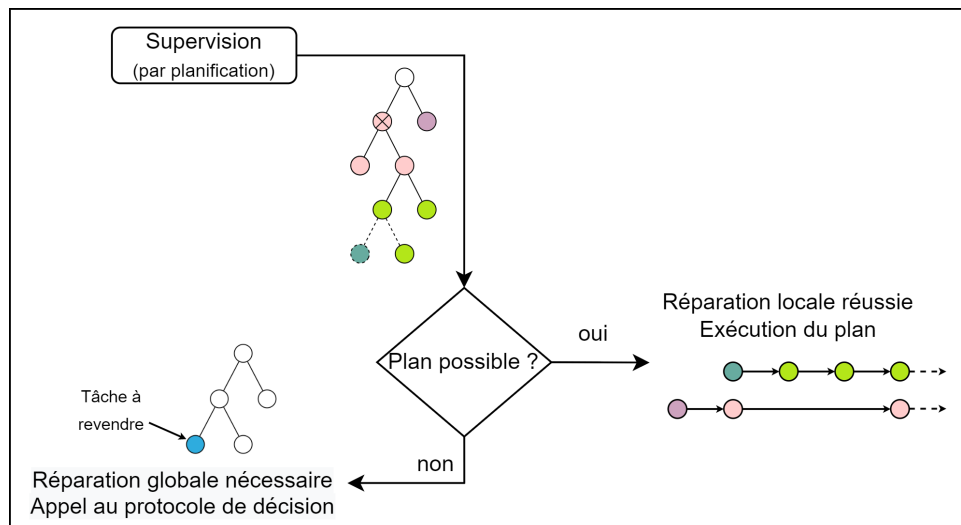 Supervision
(par planification)
Plan possible ?
oui
Réparation locale réussie
Exécution du plan
non
Tâche à
revendre
Réparation globale nécessaire
Appel au protocole de décision